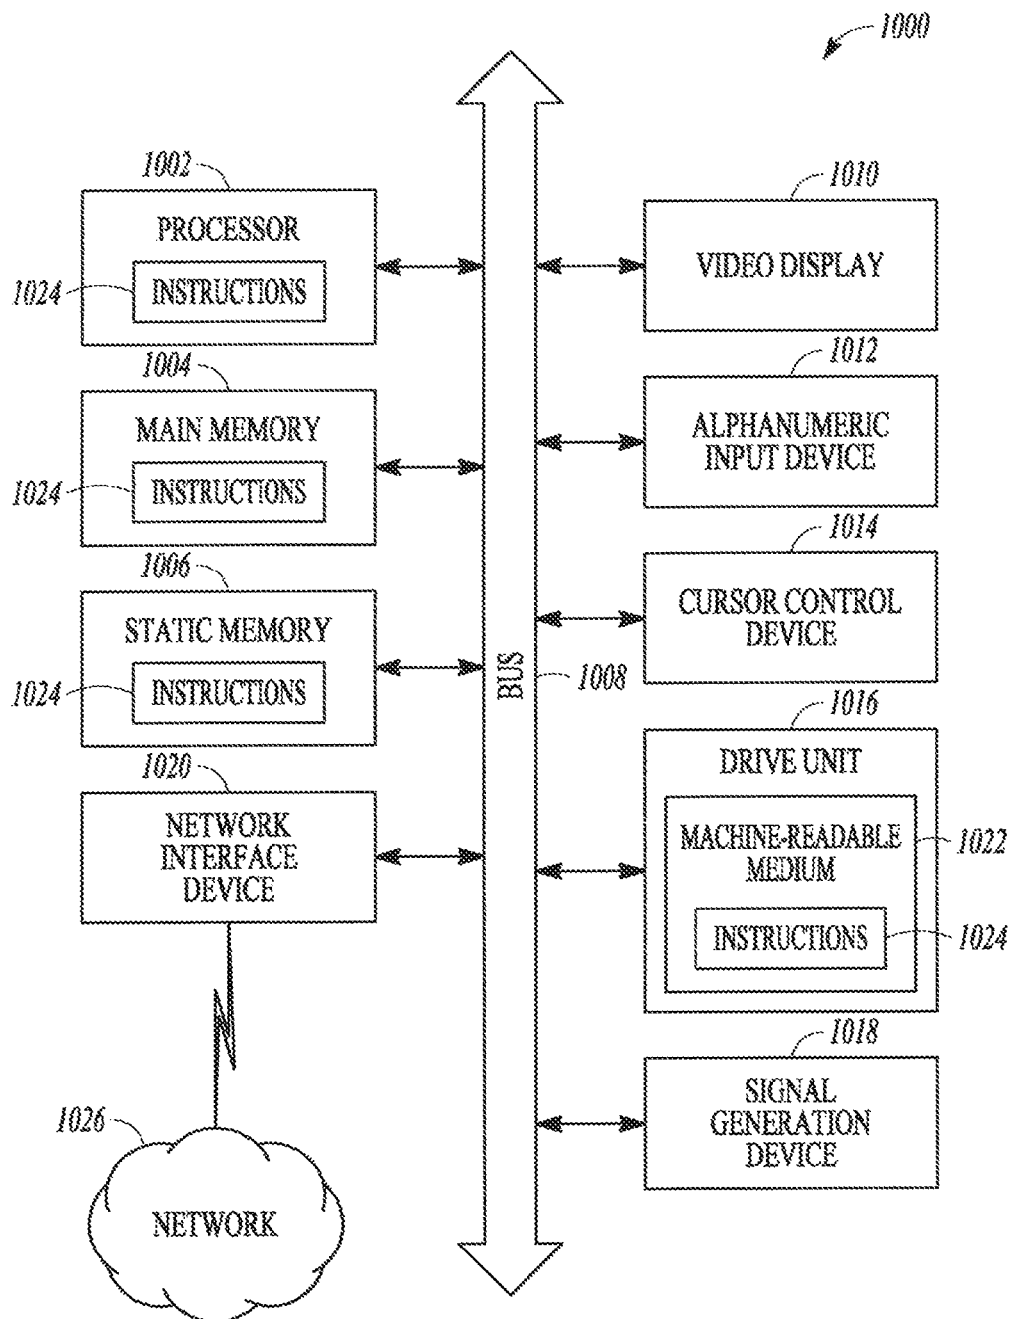 1000
1002
PROCESSOR
1024
INSTRUCTIONS
1004
MAIN MEMORY
1024
INSTRUCTIONS
1006
STATIC MEMORY
1024
INSTRUCTIONS
1020
NETWORK
INTERFACE
DEVICE
1026
NETWORK
BUS
1008
1010
VIDEO DISPLAY
1012
ALPHANUMERIC
INPUT DEVICE
1014
CURSOR CONTROL
DEVICE
1016
DRIVE UNIT
MACHINE-READABLE
MEDIUM
1022
INSTRUCTIONS
1024
1018
SIGNAL
GENERATION
DEVICE